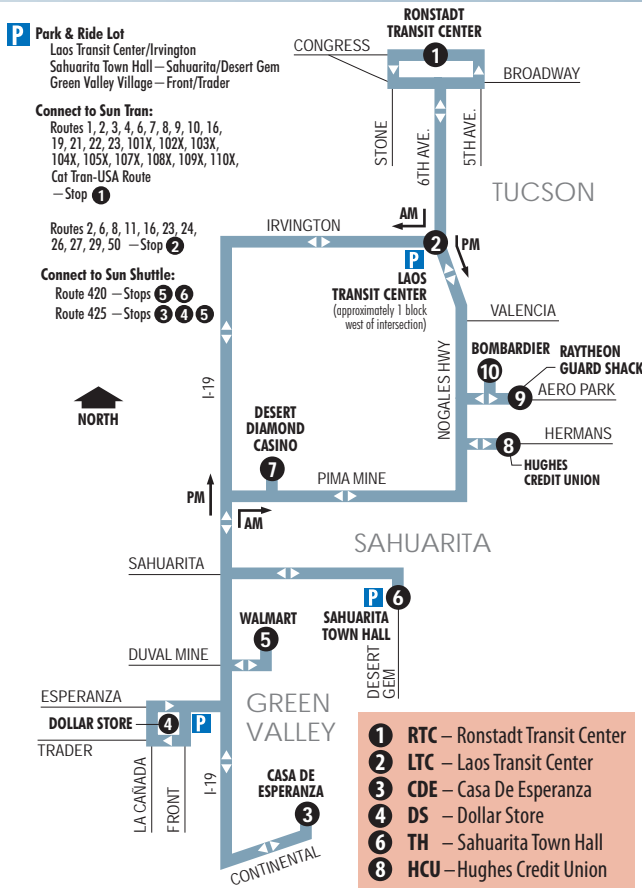 P Park & Ride Lot
Laos Transit Center/Irvington
Sahuarita Town Hall – Sahuarita/Desert Gem
Green Valley Village – Front/Trader
Connect to Sun Tran:
Routes 1, 2, 3, 4, 6, 7, 8, 9, 10, 16,
19, 21, 22, 23, 101X, 102X, 103X,
104X, 105X, 107X, 108X, 109X, 110X,
Cat Tran-USA Route
– Stop 1
Routes 2, 6, 8, 11, 16, 23, 24,
26, 27, 29, 50 – Stop 2
Connect to Sun Shuttle:
Route 420 – Stops 5 6
Route 425 – Stops 3 4 5
NORTH
RONSTADT
TRANSIT CENTER
1
CONGRESS
BROADWAY
STONE
6TH AVE.
5TH AVE.
TUCSON
AM
IRVINGTON
2
PM
P
LAOS
TRANSIT CENTER
(approximately 1 block
west of intersection)
VALENCIA
NOGALES HWY
BOMBARDIER
10
RAYTHEON
GUARD SHACK
9
AERO PARK
HERMANS
8
HUGHES
CREDIT UNION
I-19
DESERT
DIAMOND
CASINO
7
PIMA MINE
PM
AM
SAHUARITA
SAHUARITA
P 6
SAHUARITA
TOWN HALL
DESERT
GEM
WALMART
5
DUVAL MINE
ESPERANZA
DOLLAR STORE 4 P
TRADER
LA CAÑADA
FRONT
I-19
GREEN
VALLEY
CASA DE
ESPERANZA
3
CONTINENTAL
1 RTC – Ronstadt Transit Center
2 LTC – Laos Transit Center
3 CDE – Casa De Esperanza
4 DS – Dollar Store
6 TH – Sahuarita Town Hall
8 HCU – Hughes Credit Union